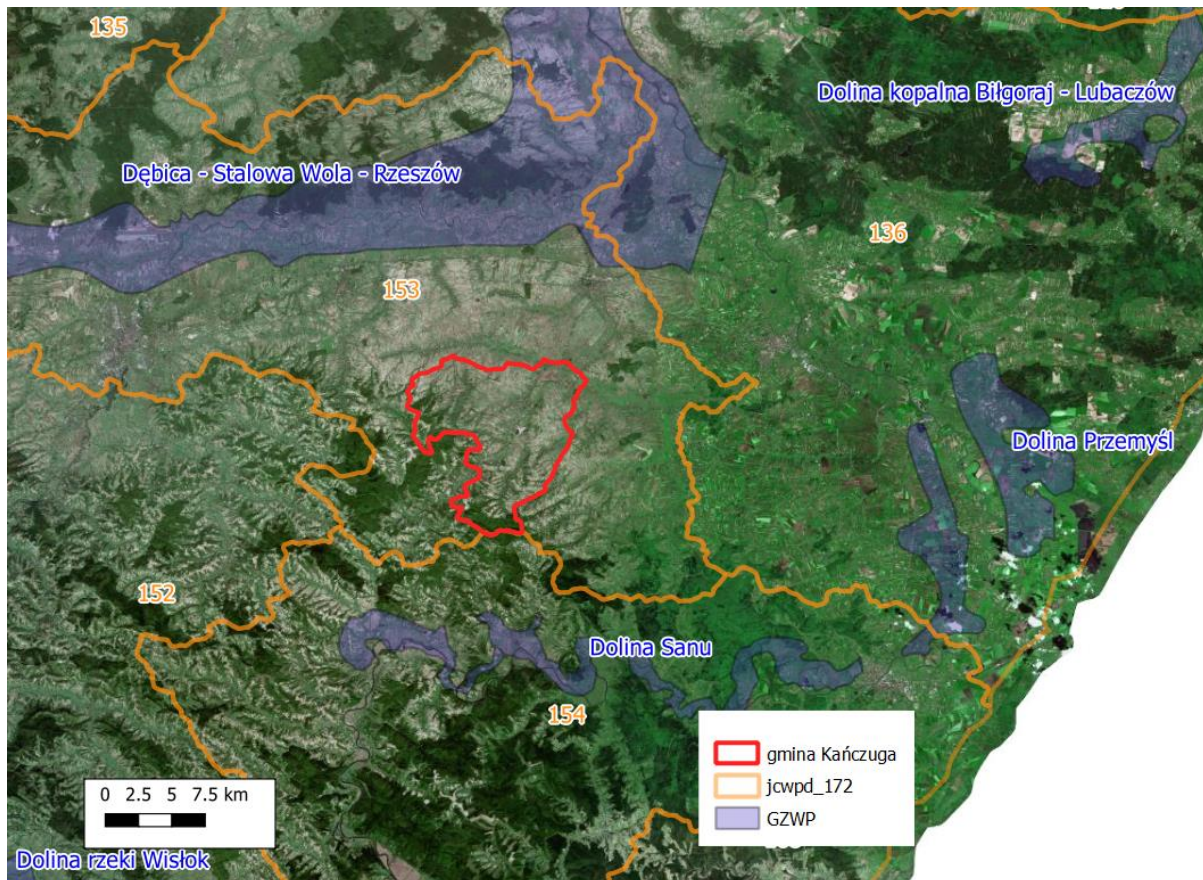 135
Dolina kopalna Biłgoraj - Lubaczów
Dębica - Stalowa Wola - Rzeszów
136
153
Dolina Przemyśl
152
Dolina Sanu
154
gmina Kańczuga
jcwpd_172
GZWP
0 2.5 5 7.5 km
Dolina rzeki Wisłok